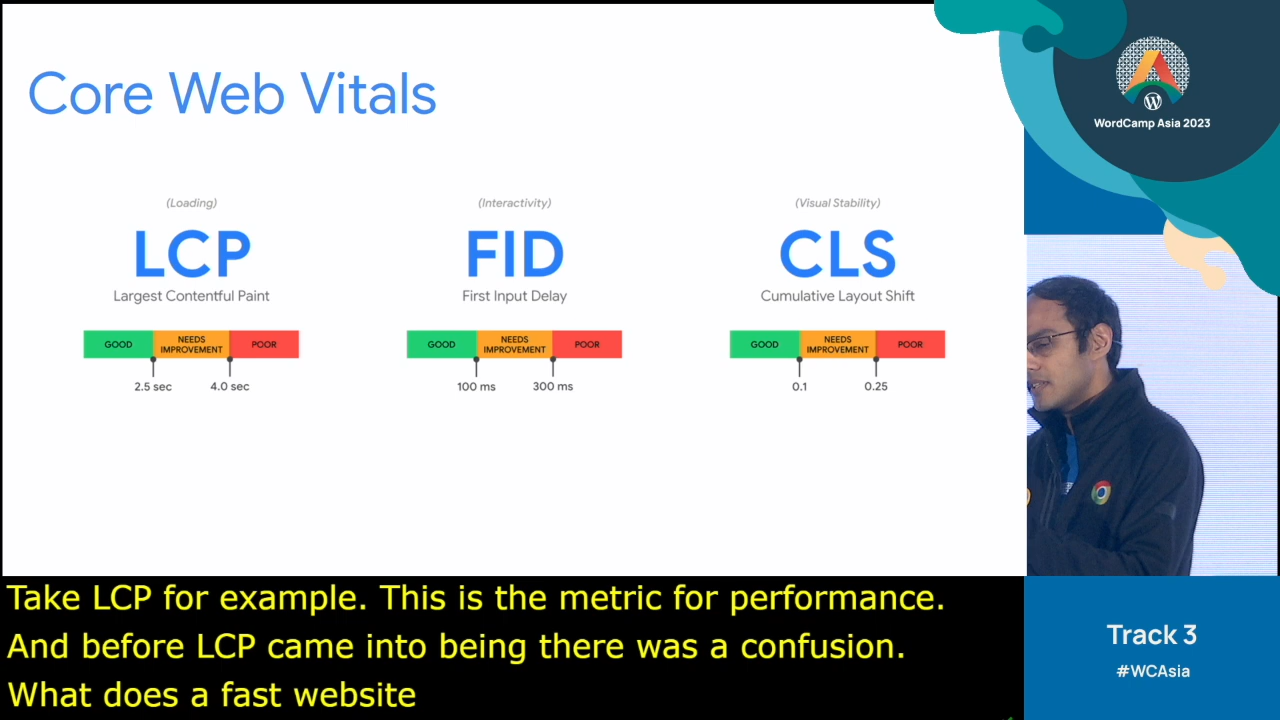 Core Web Vitals
(Loading)
LCP
Largest Contentful Paint
GOOD
NEEDS
IMPROVEMENT
POOR
2.5 sec
4.0 sec
(Interactivity)
FID
First Input Delay
GOOD
NEEDS
IMPROVEMENT
POOR
100 ms
300 ms
(Visual Stability)
CLS
Cumulative Layout Shift
GOOD
NEEDS
IMPROVEMENT
POOR
0.1
0.25
WordCamp Asia 2023
Take LCP for example. This is the metric for performance.
And before LCP came into being there was a confusion.
What does a fast website
Track 3
#WCAsia